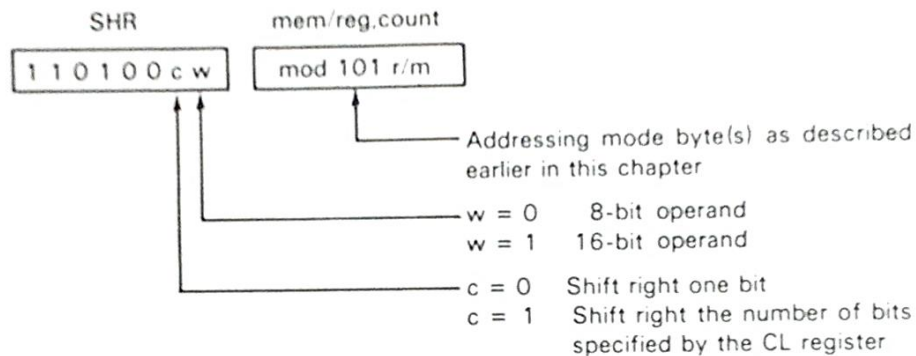 SHR mem/reg,count
1 1 0 1 0 0 c w mod 101 r/m
Addressing mode byte(s) as described
earlier in this chapter
w = 0 8-bit operand
w = 1 16-bit operand
c = 0 Shift right one bit
c = 1 Shift right the number of bits
specified by the CL register